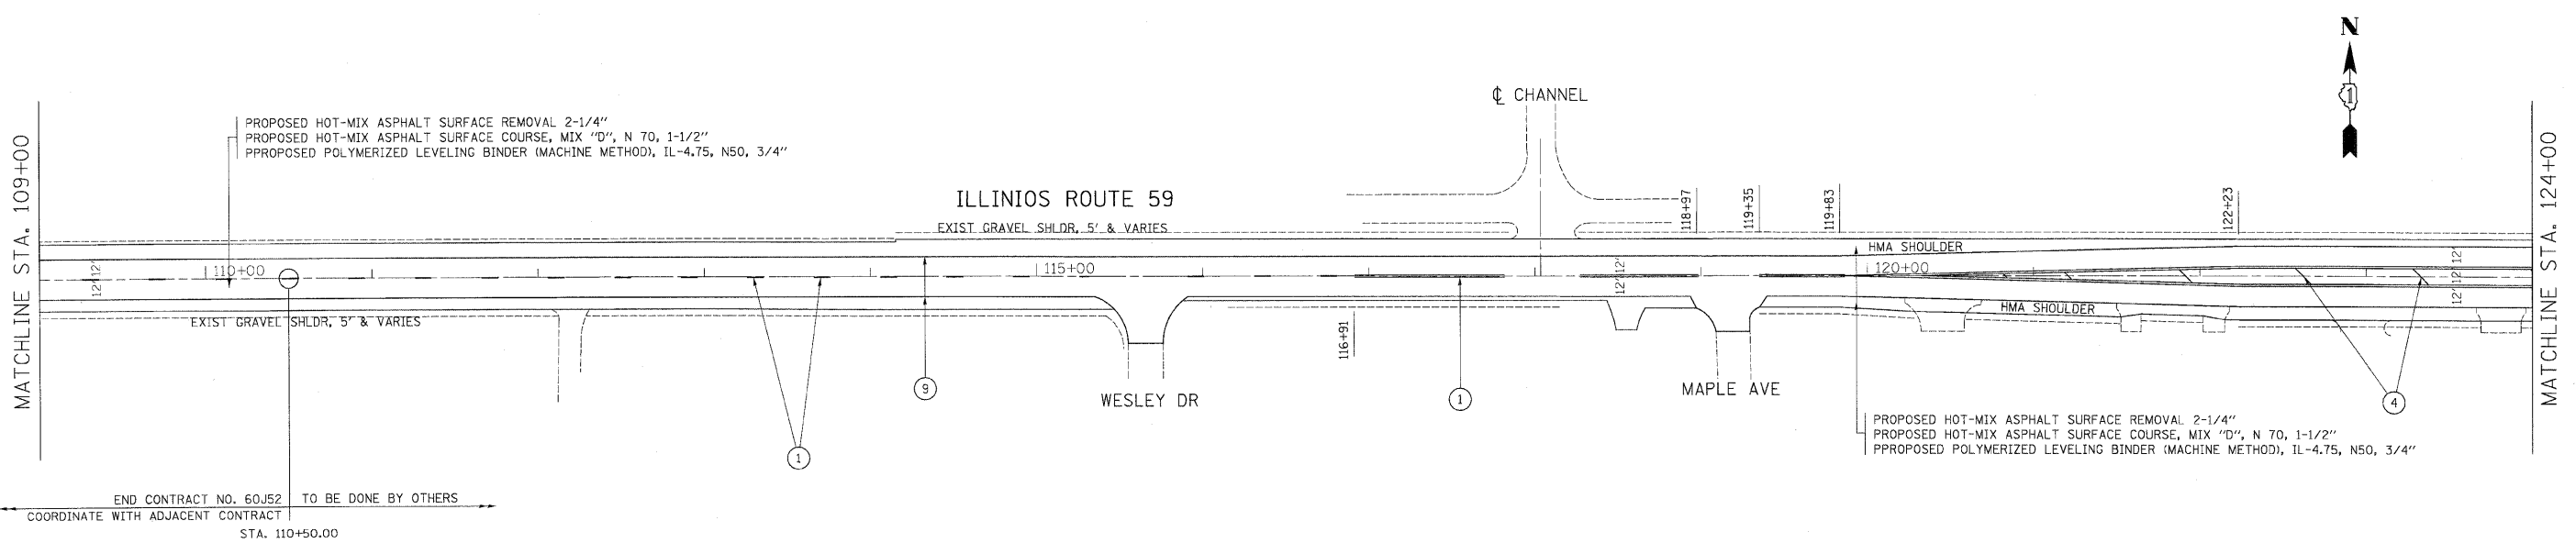 N
1
℄ CHANNEL
PROPOSED HOT-MIX ASPHALT SURFACE REMOVAL 2-1/4"
PROPOSED HOT-MIX ASPHALT SURFACE COURSE, MIX "D", N 70, 1-1/2"
PPROPOSED POLYMERIZED LEVELING BINDER (MACHINE METHOD), IL-4.75, N50, 3/4"
MATCHLINE STA. 109+00
MATCHLINE STA. 124+00
ILLINIOS ROUTE 59
118+97
119+35
119+83
122+23
EXIST GRAVEL SHLDR, 5' & VARIES
HMA SHOULDER
12' 12'
110+00
115+00
12' 12'
120+00
12' 12' 12'
EXIST GRAVEL SHLDR, 5' & VARIES
HMA SHOULDER
116+91
9
WESLEY DR
1
MAPLE AVE
4
1
PROPOSED HOT-MIX ASPHALT SURFACE REMOVAL 2-1/4"
PROPOSED HOT-MIX ASPHALT SURFACE COURSE, MIX "D", N 70, 1-1/2"
PPROPOSED POLYMERIZED LEVELING BINDER (MACHINE METHOD), IL-4.75, N50, 3/4"
END CONTRACT NO. 60J52 TO BE DONE BY OTHERS
COORDINATE WITH ADJACENT CONTRACT
STA. 110+50.00